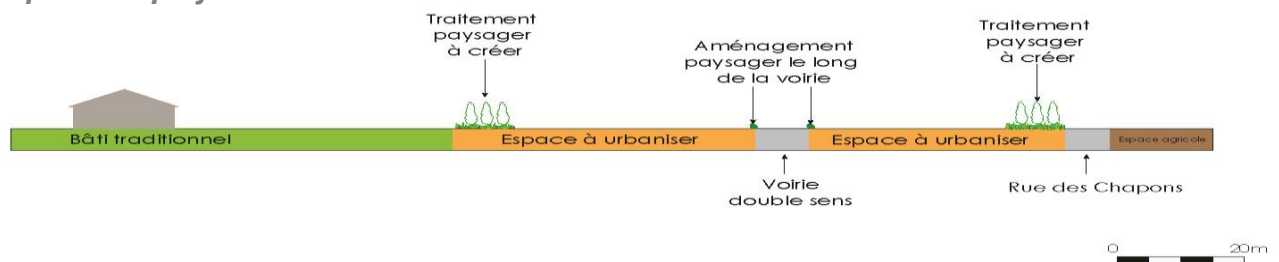 Traitement
paysager
à créer
Aménagement
paysager le long
de la voirie
Traitement
paysager
à créer
Bâti traditionnel
Espace à urbaniser
Espace à urbaniser
Espace agricole
Voirie
double sens
Rue des Chapons
0 20m